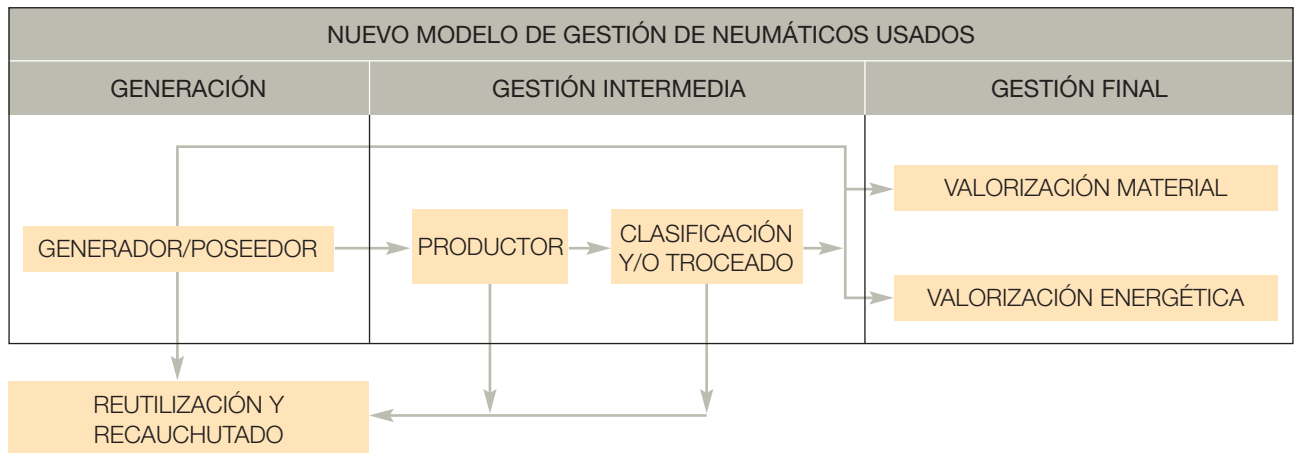 NUEVO MODELO DE GESTIÓN DE NEUMÁTICOS USADOS
GENERACIÓN
GESTIÓN INTERMEDIA
GESTIÓN FINAL
VALORIZACIÓN MATERIAL
GENERADOR/POSEEDOR
PRODUCTOR
CLASIFICACIÓN
Y/O TROCEADO
VALORIZACIÓN ENERGÉTICA
REUTILIZACIÓN Y
RECAUCHUTADO